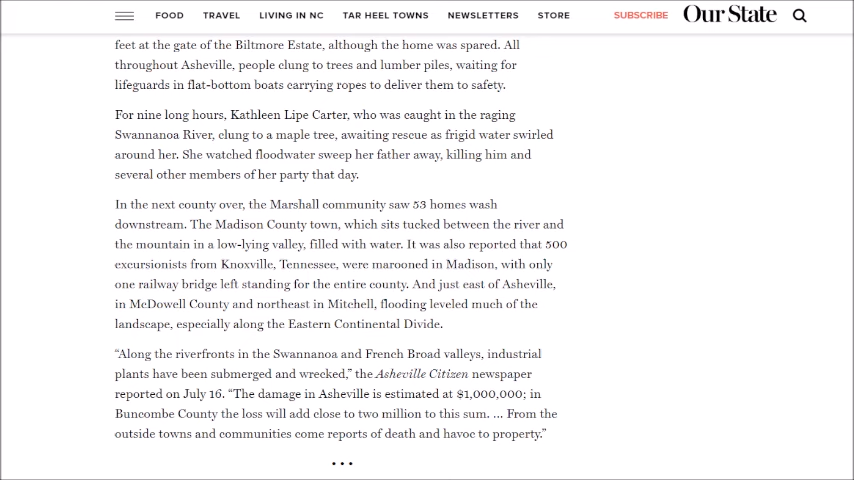 FOOD TRAVEL LIVING IN NC TAR HEEL TOWNS NEWSLETTERS STORE SUBSCRIBE Our State
feet at the gate of the Biltmore Estate, although the home was spared. All
throughout Asheville, people clung to trees and lumber piles, waiting for
lifeguards in flat-bottom boats carrying ropes to deliver them to safety.
For nine long hours, Kathleen Lipe Carter, who was caught in the raging
Swannanoa River, clung to a maple tree, awaiting rescue as frigid water swirled
around her. She watched floodwater sweep her father away, killing him and
several other members of her party that day.
In the next county over, the Marshall community saw 53 homes wash
downstream. The Madison County town, which sits tucked between the river and
the mountain in a low-lying valley, filled with water. It was also reported that 500
excursionists from Knoxville, Tennessee, were marooned in Madison, with only
one railway bridge left standing for the entire county. And just east of Asheville,
in McDowell County and northeast in Mitchell, flooding leveled much of the
landscape, especially along the Eastern Continental Divide.
“Along the riverfronts in the Swannanoa and French Broad valleys, industrial
plants have been submerged and wrecked,” the Asheville Citizen newspaper
reported on July 16. “The damage in Asheville is estimated at $1,000,000; in
Buncombe County the loss will add close to two million to this sum. ... From the
outside towns and communities come reports of death and havoc to property.”
• • •